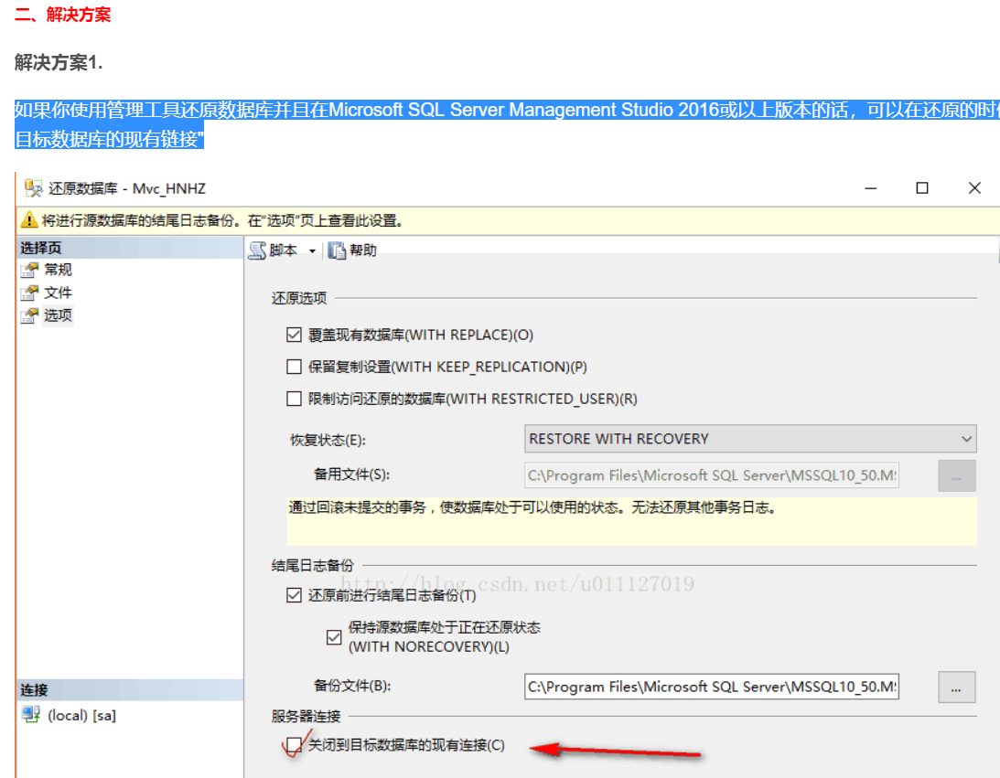 二、解决方案
解决方案1.
如果你使用管理工具还原数据库并且在Microsoft SQL Server Management Studio 2016或以上版本的话，可以在还原的时
目标数据库的现有链接"
还原数据库 - Mvc_HNHZ
将进行源数据库的结尾日志备份。在“选项”页上查看此设置。
选择页
常规
文件
选项
脚本 帮助
还原选项
覆盖现有数据库(WITH REPLACE)(O)
保留复制设置(WITH KEEP_REPLICATION)(P)
限制访问还原的数据库(WITH RESTRICTED_USER)(R)
恢复状态(E): RESTORE WITH RECOVERY
备用文件(S): C:\Program Files\Microsoft SQL Server\MSSQL10_50.M
...
通过回滚未提交的事务，使数据库处于可以使用的状态。无法还原其他事务日志。
结尾日志备份
http://blog.csdn.net/u011127019
还原前进行结尾日志备份(T)
保持源数据库处于正在还原状态
(WITH NORECOVERY)(L)
备份文件(B): C:\Program Files\Microsoft SQL Server\MSSQL10_50.M
...
服务器连接
关闭到目标数据库的现有连接(C)
连接
(local) [sa]